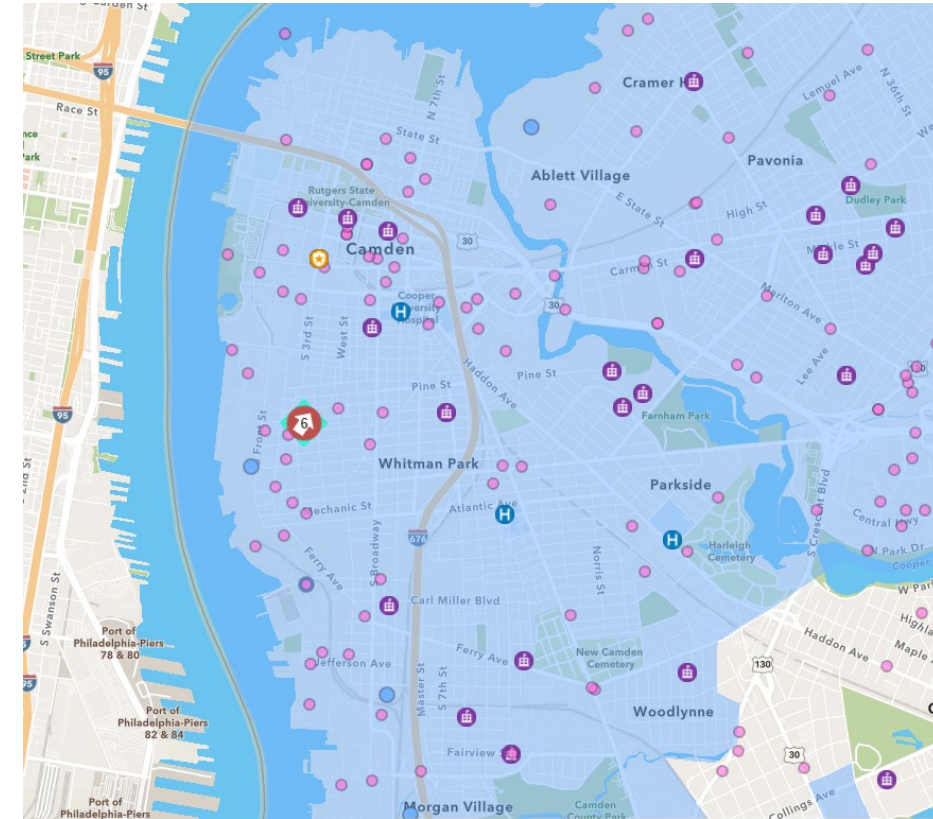 N 7th St
Street Park
95
Cramer H
Lemuel Ave
N 36th St
Race St
State St
Pavonia
Ablett Village
Rutgers State
University-Camden
E State St
High St
Dudley Park
30
Camden
Carman St
Marlton Ave
Cooper
University
Hospital
30
S 3rd St
West St
Haddon Ave
Lee Ave
Pine St
Pine St
95
6
Farnham Park
S Front St
Whitman Park
Parkside
Mechanic St
Atlantic Ave
S Crescent Blvd
Central Hwy
676
S Broadway
Harleigh
Cemetery
N Park Dr
Cooper
Ferry Ave
Norris St
S Swanson St
Carl Miller Blvd
W Park
Port of
Philadelphia-Piers
78 & 80
Haddon Ave
Highla
Maple A
Jefferson Ave
Ferry Ave
New Camden
Cemetery
130
95
Master St
S 7th St
Port of
Philadelphia-Piers
82 & 84
Woodlynne
Fairview S
30
Port of
Philadelphia-Piers
Morgan Village
Camden
County Park
Collings Ave